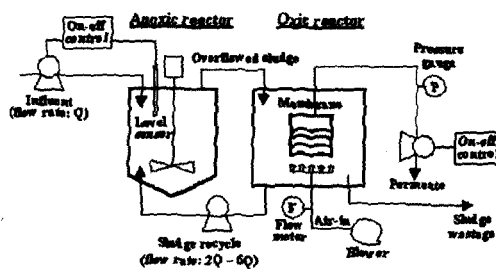 Anoxic reactor
Oxic reactor
On-off
control
Overflowed sludge
Pressure
gauge
P
Influent
(flow rate: Q)
Level
sensor
Membrane
On-off
control
Permeate
F
Flow
meter
Air-in
Blower
Sludge
wastage
Sludge recycle
(flow rate: 2Q - 6Q)